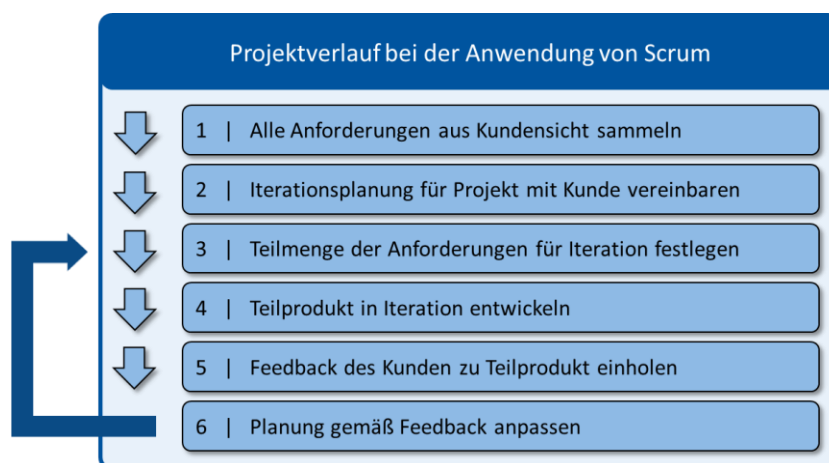 Projektverlauf bei der Anwendung von Scrum
1 | Alle Anforderungen aus Kundensicht sammeln
2 | Iterationsplanung für Projekt mit Kunde vereinbaren
3 | Teilmenge der Anforderungen für Iteration festlegen
4 | Teilprodukt in Iteration entwickeln
5 | Feedback des Kunden zu Teilprodukt einholen
6 | Planung gemäß Feedback anpassen